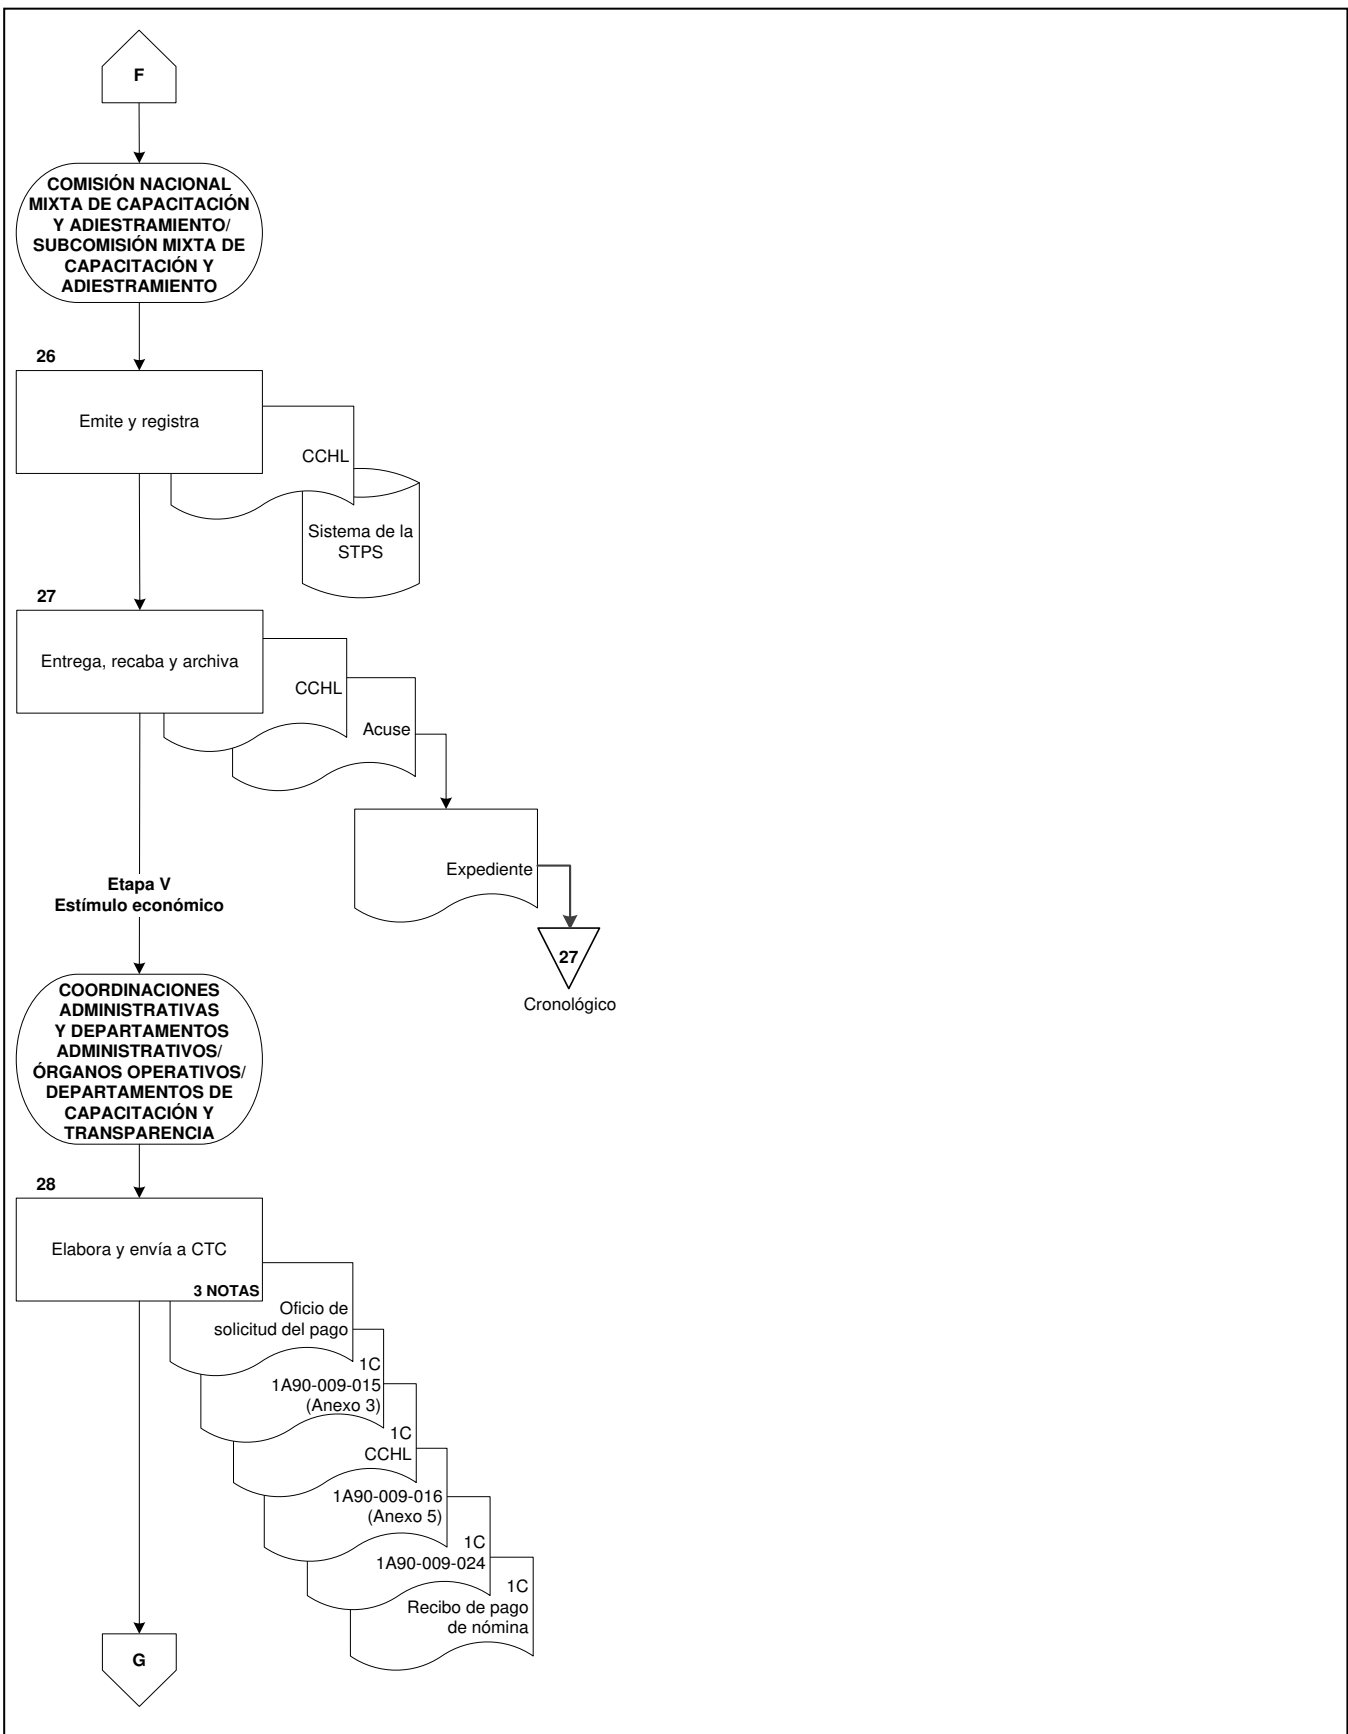 F
COMISIÓN NACIONAL
MIXTA DE CAPACITACIÓN
Y ADIESTRAMIENTO/
SUBCOMISIÓN MIXTA DE
CAPACITACIÓN Y
ADIESTRAMIENTO
26
Emite y registra
CCHL
Sistema de la
STPS
27
Entrega, recaba y archiva
CCHL
Acuse
Expediente
27
Cronológico
Etapa V
Estímulo económico
COORDINACIONES
ADMINISTRATIVAS
Y DEPARTAMENTOS
ADMINISTRATIVOS/
ÓRGANOS OPERATIVOS/
DEPARTAMENTOS DE
CAPACITACIÓN Y
TRANSPARENCIA
28
Elabora y envía a CTC
3 NOTAS
Oficio de
solicitud del pago
1C
1A90-009-015
(Anexo 3)
1C
CCHL
1A90-009-016
(Anexo 5)
1C
1A90-009-024
1C
Recibo de pago
de nómina
G